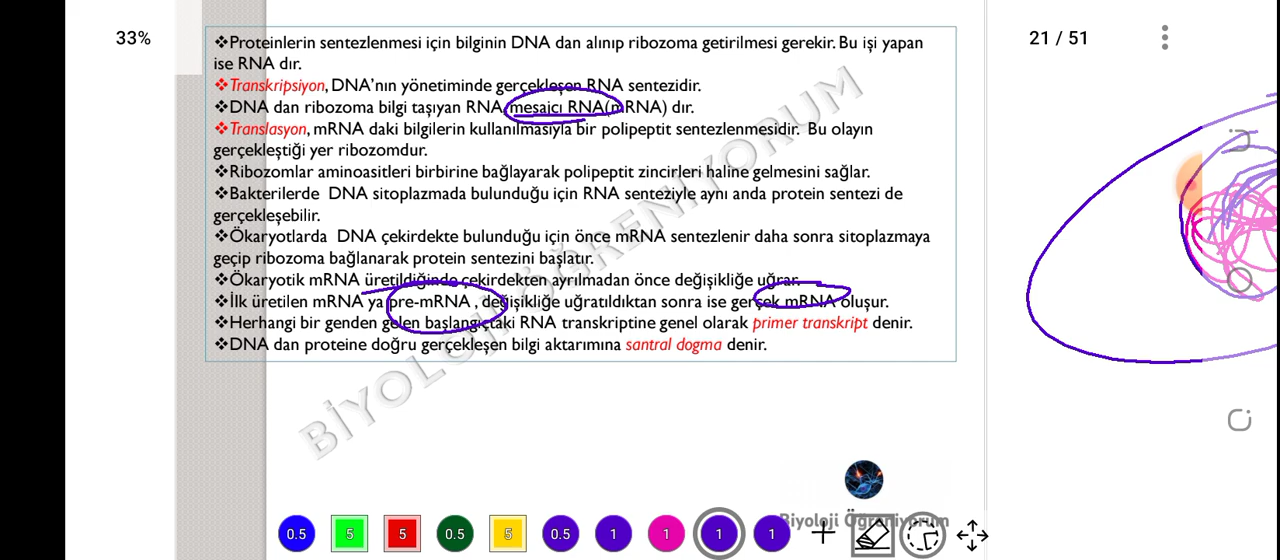 33%
21 / 51
❖Proteinlerin sentezlenmesi için bilginin DNA dan alınıp ribozoma getirilmesi gerekir. Bu işi yapan
ise RNA dır.
❖Transkripsiyon, DNA'nın yönetiminde gerçekleşen RNA sentezidir.
❖DNA dan ribozoma bilgi taşıyan RNA, mesajcı RNA(mRNA) dır.
❖Translasyon, mRNA daki bilgilerin kullanılmasıyla bir polipeptit sentezlenmesidir. Bu olayın
gerçekleştiği yer ribozomdur.
❖Ribozomlar aminoasitleri birbirine bağlayarak polipeptit zincirleri haline gelmesini sağlar.
❖Bakterilerde DNA sitoplazmada bulunduğu için RNA senteziyle aynı anda protein sentezi de
gerçekleşebilir.
❖Ökaryotlarda DNA çekirdekte bulunduğu için önce mRNA sentezlenir daha sonra sitoplazmaya
geçip ribozoma bağlanarak protein sentezini başlatır.
❖Ökaryotik mRNA üretildiğinde çekirdekten ayrılmadan önce değişikliğe uğrar.
❖İlk üretilen mRNA ya pre-mRNA , değişikliğe uğratıldıktan sonra ise gerçek mRNA oluşur.
❖Herhangi bir genden gelen başlangıçtaki RNA transkriptine genel olarak primer transkript denir.
❖DNA dan proteine doğru gerçekleşen bilgi aktarımına santral dogma denir.
BİYOLOJİ ÖĞRENİYORUM
Biyoloji Öğreniyorum
0.5 5 5 0.5 5 0.5 1 1 1 1